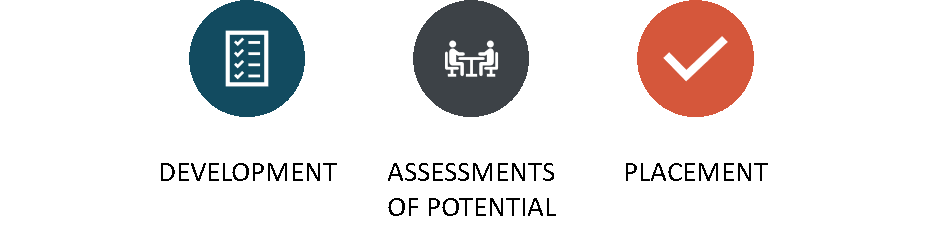 DEVELOPMENT
ASSESSMENTS
OF POTENTIAL
PLACEMENT